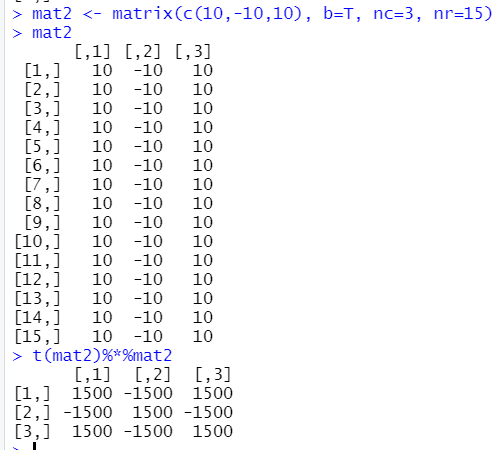 > mat2 <- matrix(c(10,-10,10), b=T, nc=3, nr=15)
> mat2
      [,1] [,2] [,3]
 [1,]   10  -10   10
 [2,]   10  -10   10
 [3,]   10  -10   10
 [4,]   10  -10   10
 [5,]   10  -10   10
 [6,]   10  -10   10
 [7,]   10  -10   10
 [8,]   10  -10   10
 [9,]   10  -10   10
[10,]   10  -10   10
[11,]   10  -10   10
[12,]   10  -10   10
[13,]   10  -10   10
[14,]   10  -10   10
[15,]   10  -10   10
> t(mat2)%*%mat2
      [,1]  [,2]  [,3]
[1,]  1500 -1500  1500
[2,] -1500  1500 -1500
[3,]  1500 -1500  1500
>